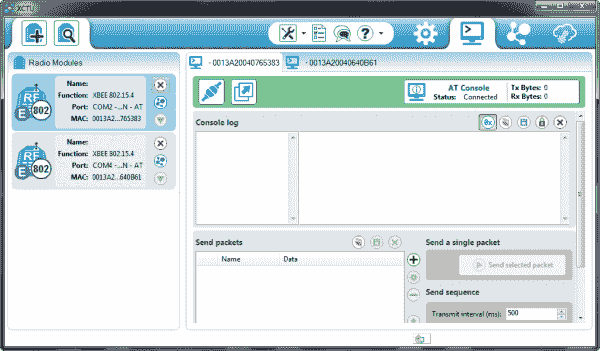 XCTU
Radio Modules
Name:
Function: XBEE 802.15.4
Port: COM2 -...N - AT
MAC: 0013A2...765383
RF
E 802
Name:
Function: XBEE 802.15.4
Port: COM4 -...N - AT
MAC: 0013A2...640B61
RF
E 802
- 0013A20040765383
- 0013A20040640B61
AT Console
Status: Connected
Tx Bytes: 0
Rx Bytes: 0
Console log
Send packets
Name Data
Send a single packet
Send selected packet
Send sequence
Transmit interval (ms): 500